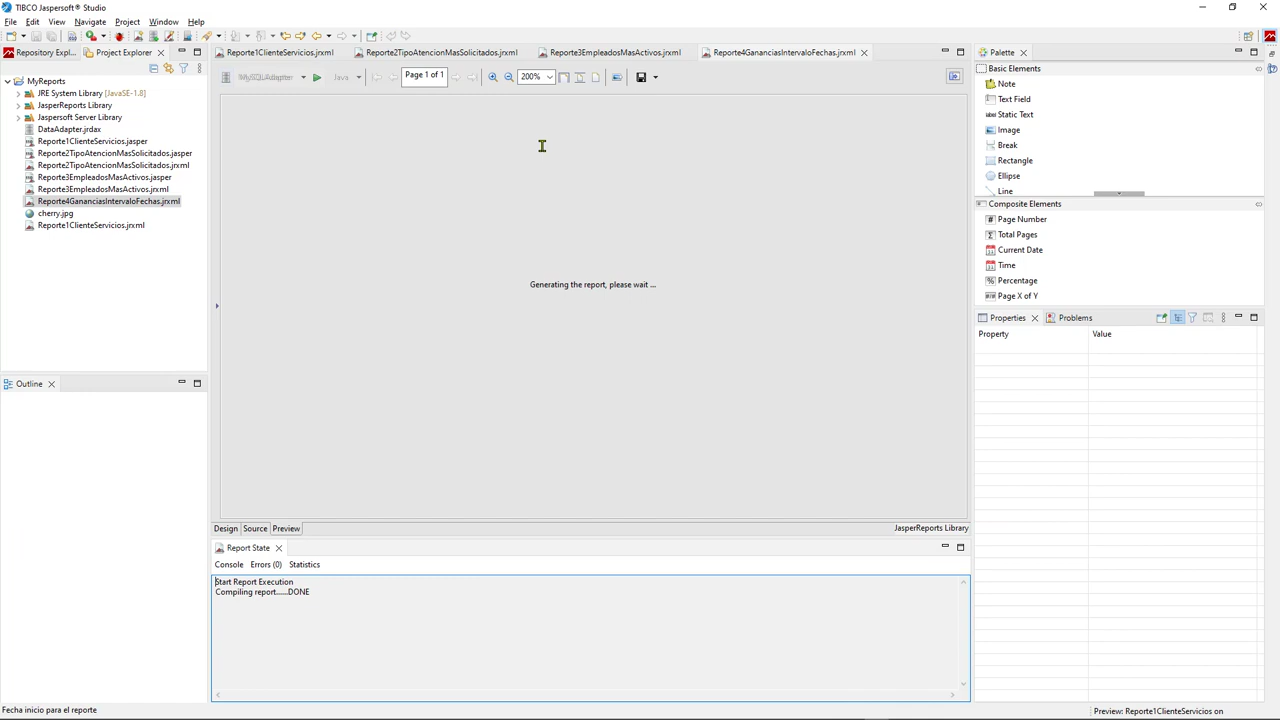 TIBCO Jaspersoft® Studio
File Edit View Navigate Project Window Help
Repository Expl... Project Explorer
Reporte1ClienteServicios.jrxml Reporte2TipoAtencionMasSolicitados.jrxml Reporte3EmpleadosMasActivos.jrxml Reporte4GananciasIntervaloFechas.jrxml
Palette
MySQLAdapter Java Page 1 of 1 200%
MyReports
JRE System Library [JavaSE-1.8]
JasperReports Library
Jaspersoft Server Library
DataAdapter.jrdax
Reporte1ClienteServicios.jasper
Reporte2TipoAtencionMasSolicitados.jasper
Reporte2TipoAtencionMasSolicitados.jrxml
Reporte3EmpleadosMasActivos.jasper
Reporte3EmpleadosMasActivos.jrxml
Reporte4GananciasIntervaloFechas.jrxml
cherry.jpg
Reporte1ClienteServicios.jrxml
Outline
Generating the report, please wait ...
Design Source Preview
JasperReports Library
Report State
Console Errors (0) Statistics
Start Report Execution
Compiling report......DONE
Basic Elements
Note
Text Field
Static Text
Image
Break
Rectangle
Ellipse
Line
Composite Elements
Page Number
Total Pages
Current Date
Time
Percentage
Page X of Y
Properties Problems
Property Value
Fecha inicio para el reporte
Preview: Reporte1ClienteServicios on